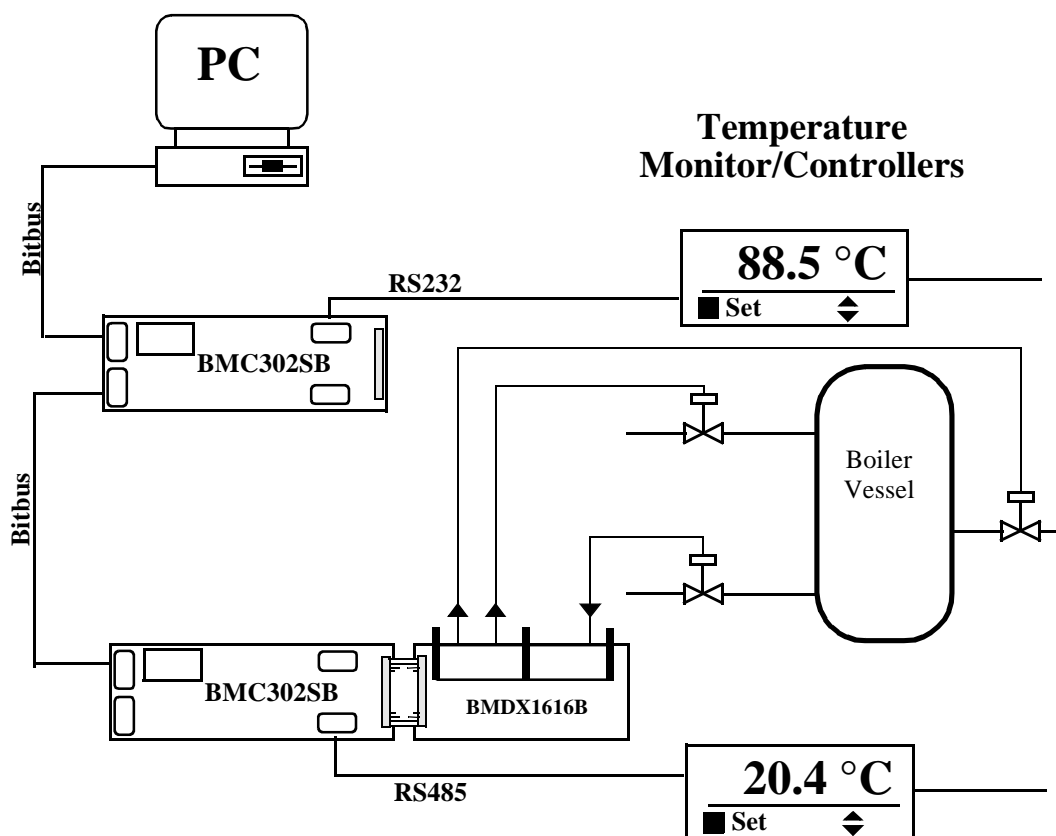 PC
Temperature
Monitor/Controllers
Bitbus
88.5 °C
Set
RS232
BMC302SB
Boiler
Vessel
Bitbus
BMC302SB
BMDX1616B
RS485
20.4 °C
Set